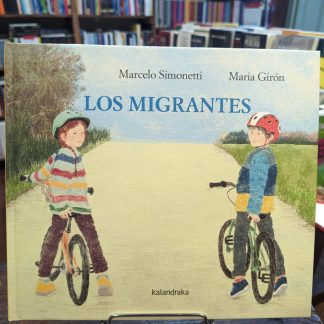 Marcelo Simonetti María Girón
LOS MIGRANTES
kalandraka